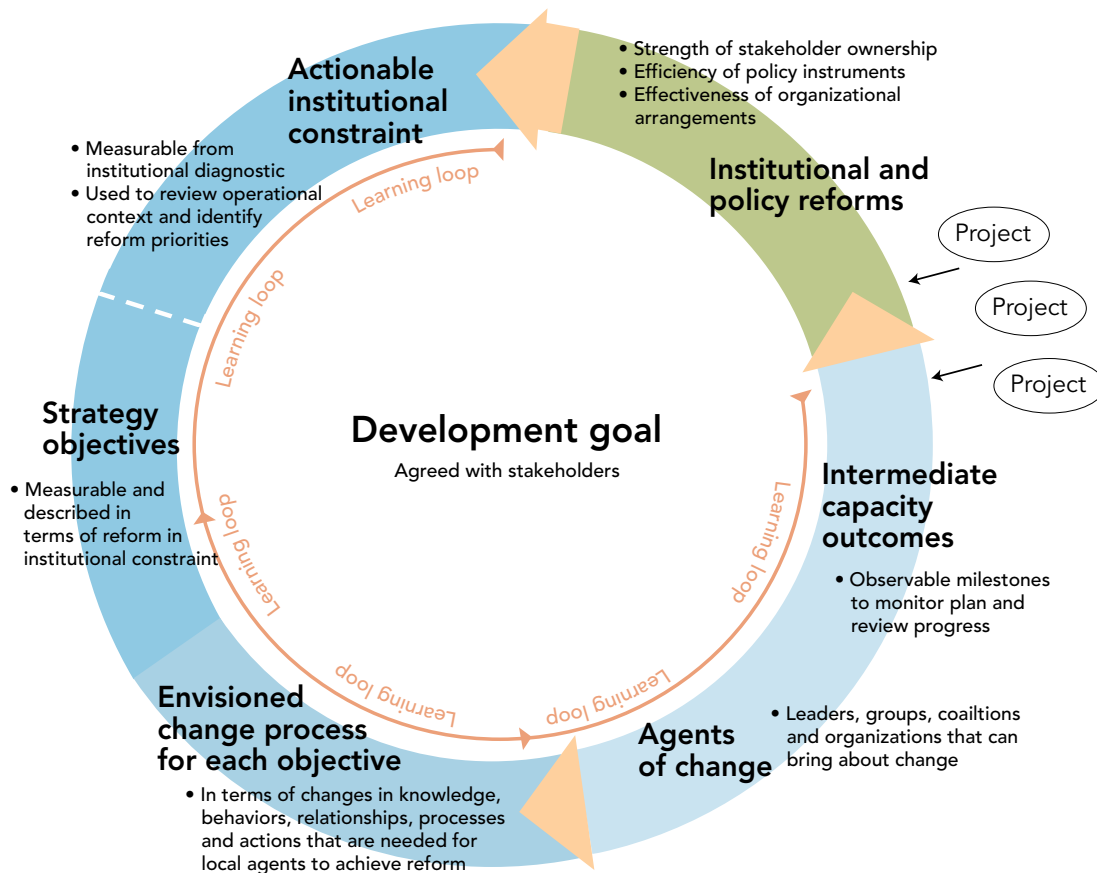 Actionable
institutional
constraint
• Measurable from
institutional diagnostic
• Used to review operational
context and identify
reform priorities
• Strength of stakeholder ownership
• Efficiency of policy instruments
• Effectiveness of organizational
arrangements
Institutional and
policy reforms
Project
Project
Project
Learning loop
Learning loop
Strategy
objectives
• Measurable and
described in
terms of reform in
institutional constraint
Development goal
Agreed with stakeholders
Intermediate
capacity
outcomes
• Observable milestones
to monitor plan and
review progress
Learning loop
Learning loop
Learning loop
Learning loop
Envisioned
change process
for each objective
• In terms of changes in knowledge,
behaviors, relationships, processes
and actions that are needed for
local agents to achieve reform
Agents
of change
• Leaders, groups, coailtions
and organizations that can
bring about change